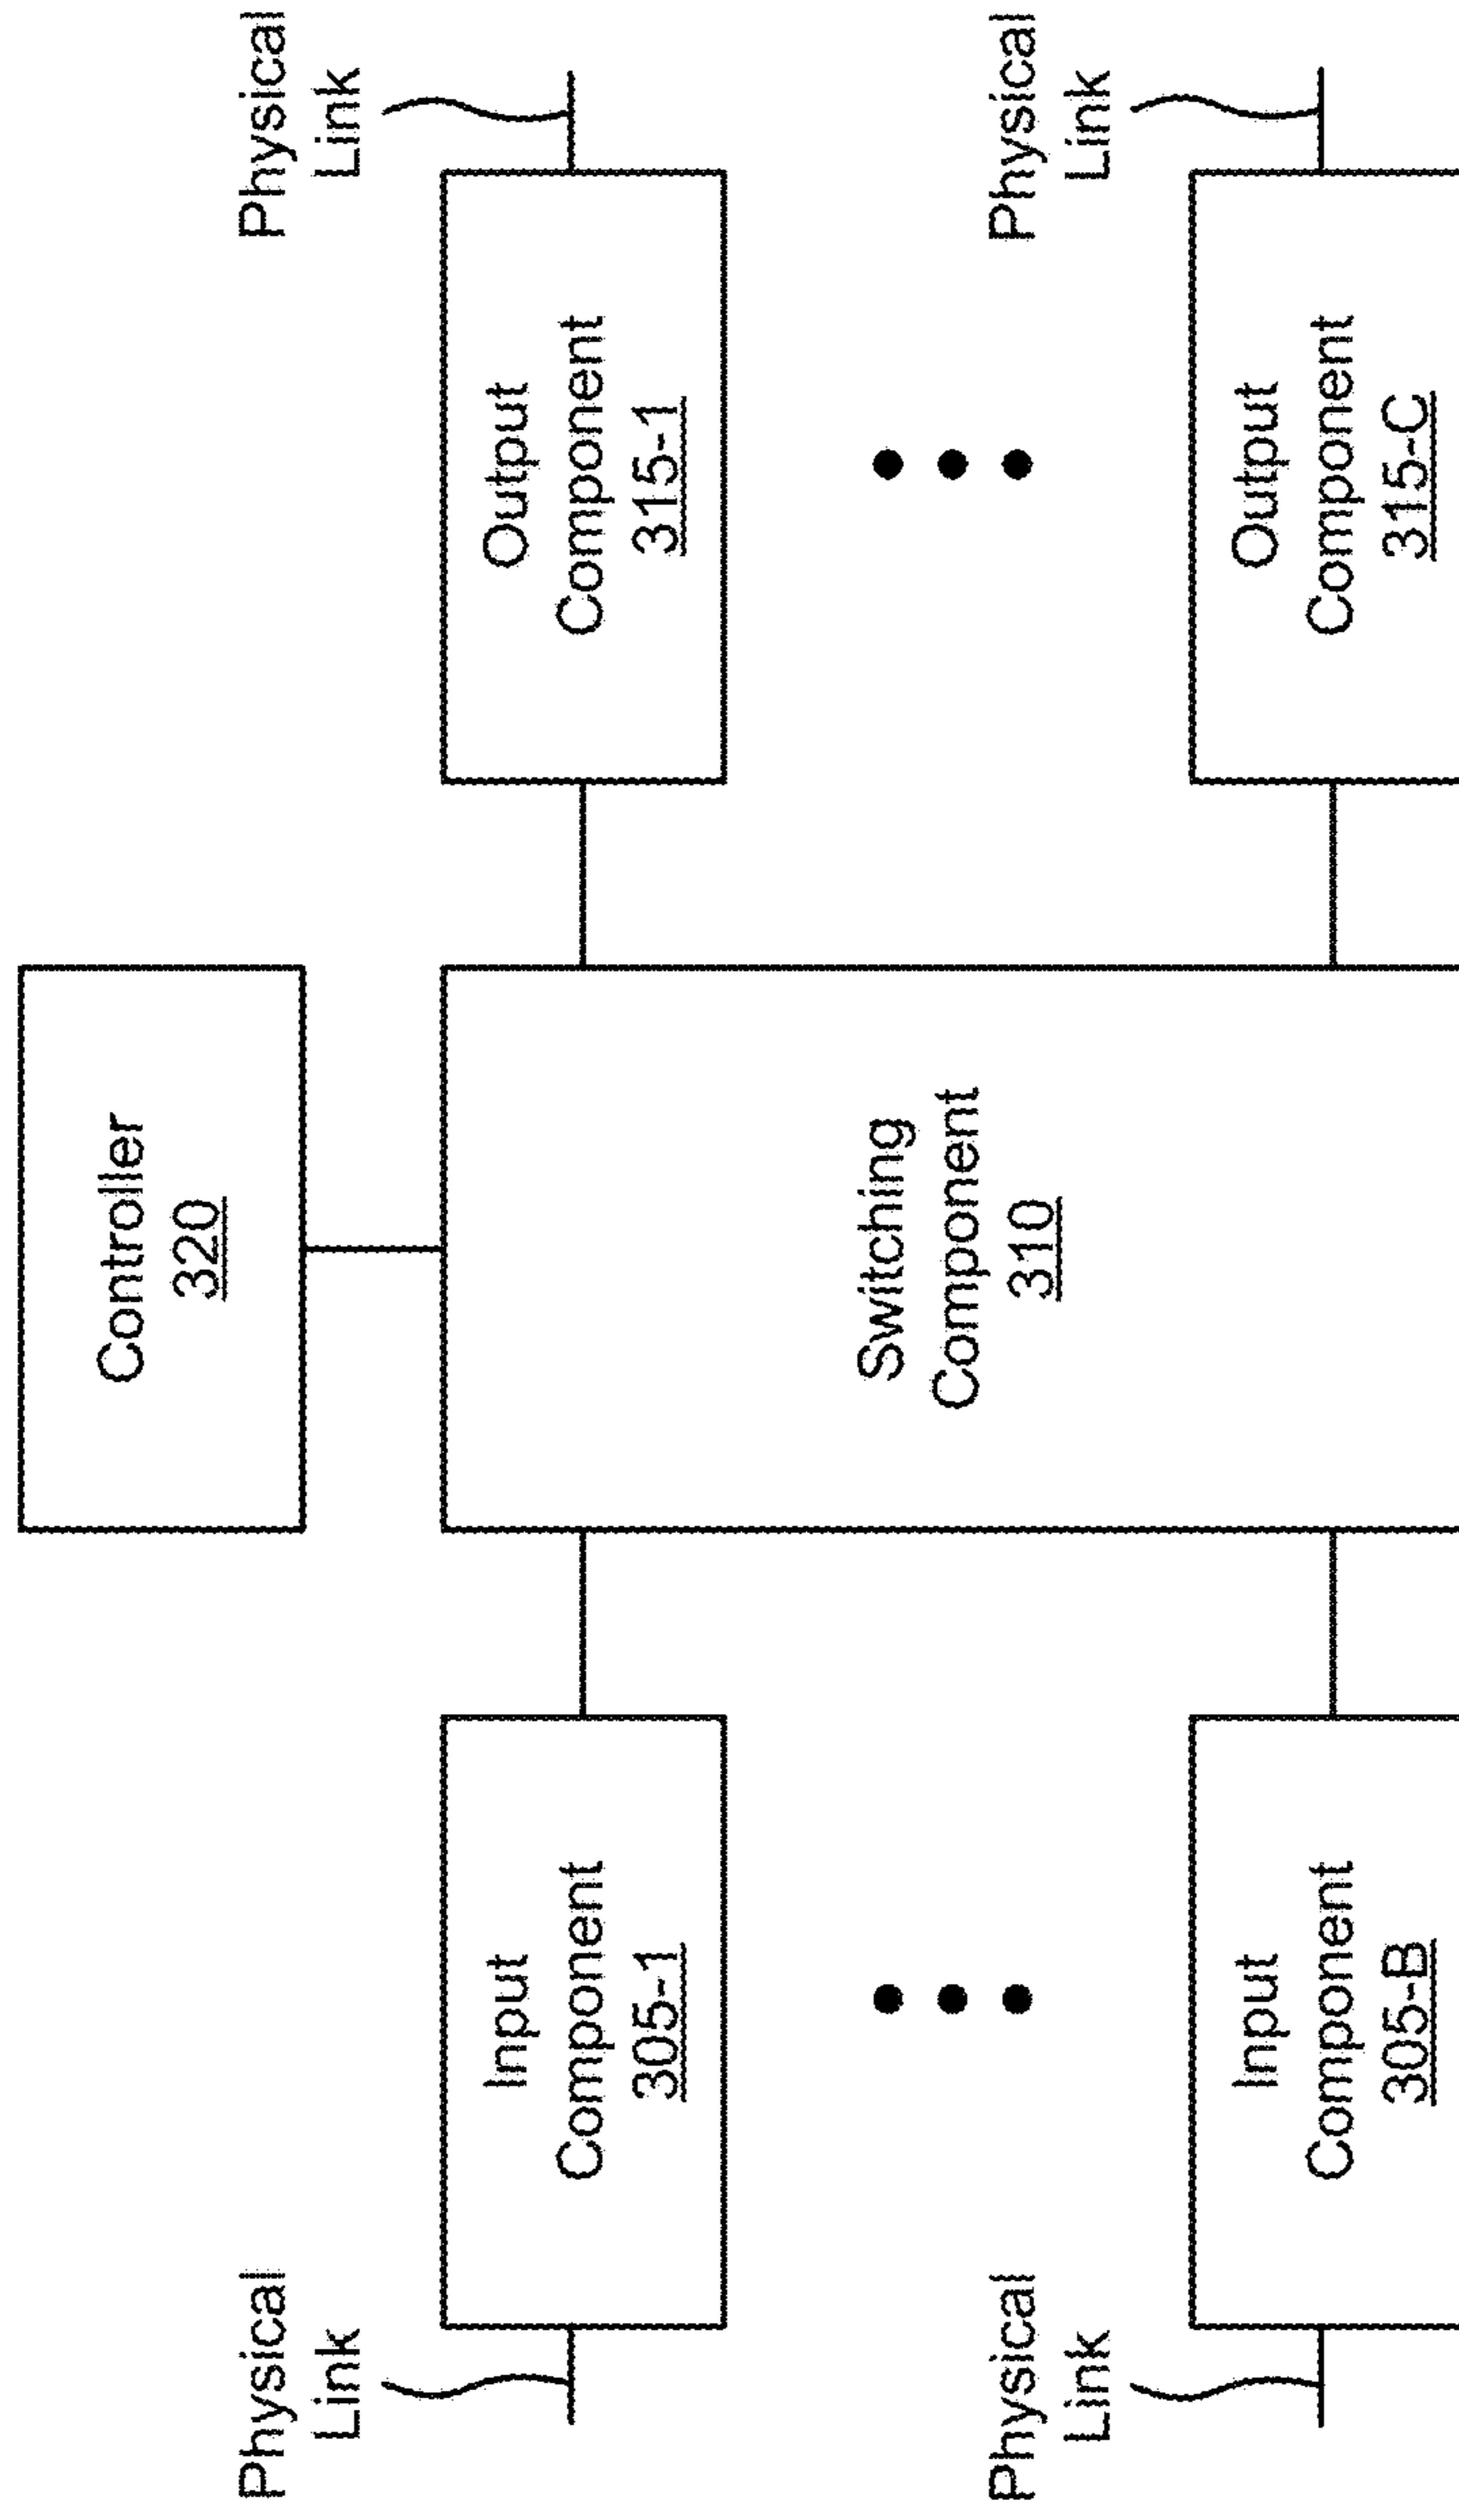 Controller
320
Physical
Link
Input
Component
305-1
Physical
Link
Output
Component
315-1
Switching
Component
310
Physical
Link
Input
Component
305-B
Physical
Link
Output
Component
315-C